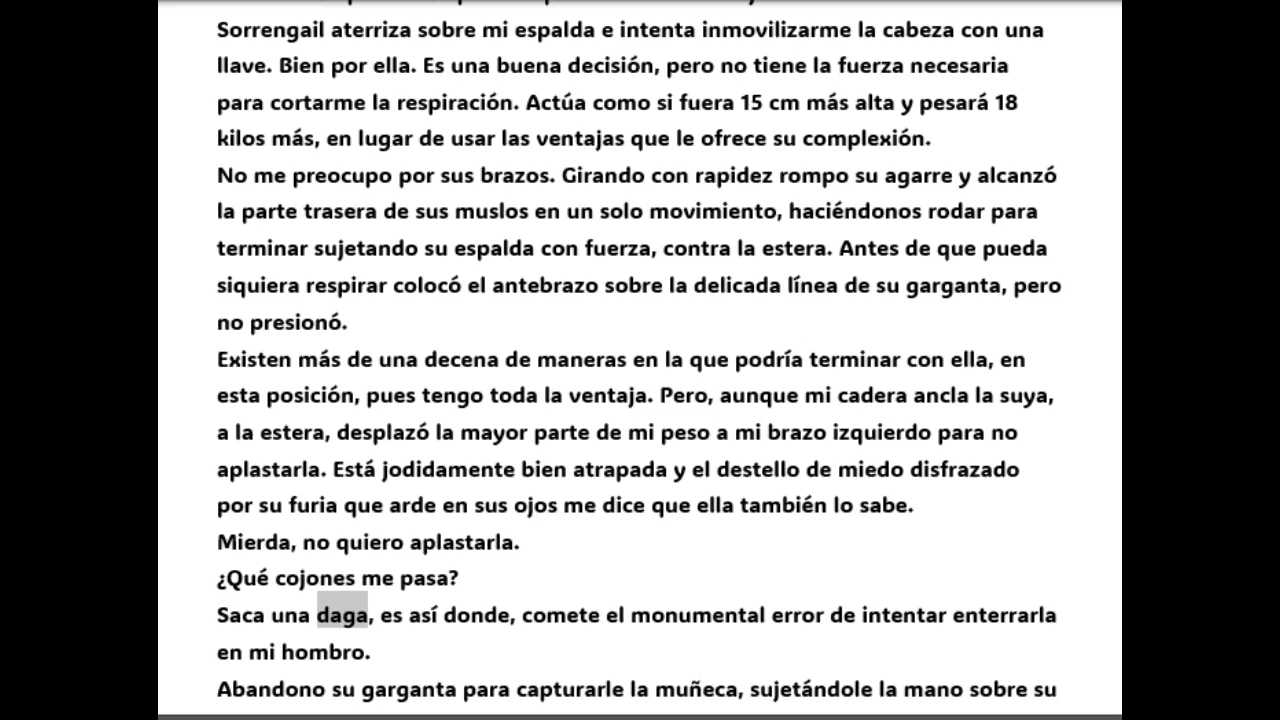 Sorrengail aterriza sobre mi espalda e intenta inmovilizarme la cabeza con una
llave. Bien por ella. Es una buena decisión, pero no tiene la fuerza necesaria
para cortarme la respiración. Actúa como si fuera 15 cm más alta y pesará 18
kilos más, en lugar de usar las ventajas que le ofrece su complexión.
No me preocupo por sus brazos. Girando con rapidez rompo su agarre y alcanzó
la parte trasera de sus muslos en un solo movimiento, haciéndonos rodar para
terminar sujetando su espalda con fuerza, contra la estera. Antes de que pueda
siquiera respirar colocó el antebrazo sobre la delicada línea de su garganta, pero
no presionó.
Existen más de una decena de maneras en la que podría terminar con ella, en
esta posición, pues tengo toda la ventaja. Pero, aunque mi cadera ancla la suya,
a la estera, desplazó la mayor parte de mi peso a mi brazo izquierdo para no
aplastarla. Está jodidamente bien atrapada y el destello de miedo disfrazado
por su furia que arde en sus ojos me dice que ella también lo sabe.
Mierda, no quiero aplastarla.
¿Qué cojones me pasa?
Saca una daga, es así donde, comete el monumental error de intentar enterrarla
en mi hombro.
Abandono su garganta para capturarle la muñeca, sujetándole la mano sobre su